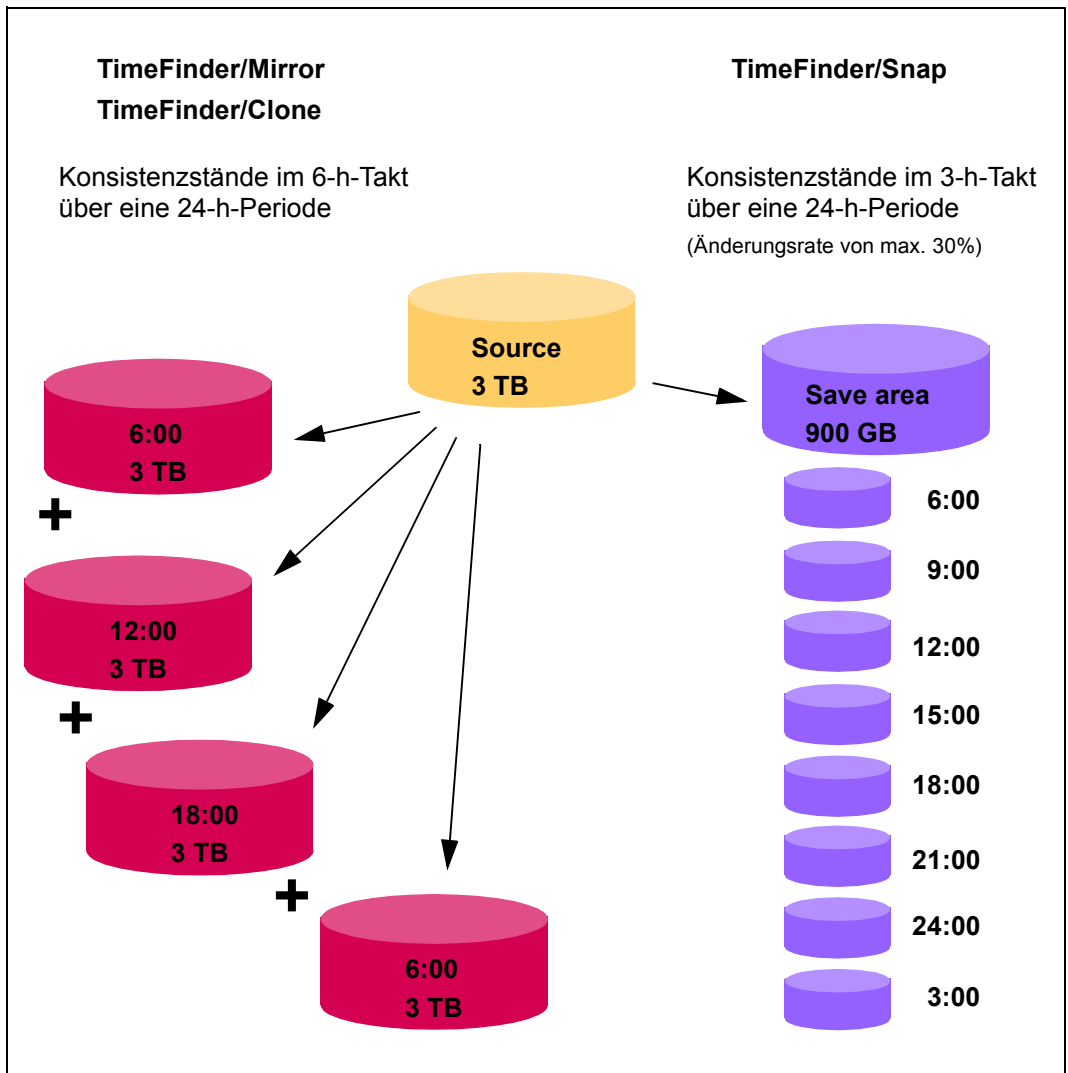 TimeFinder/Mirror
TimeFinder/Clone
Konsistenzstände im 6-h-Takt
über eine 24-h-Periode
TimeFinder/Snap
Konsistenzstände im 3-h-Takt
über eine 24-h-Periode
(Änderungsrate von max. 30%)
Source
3 TB
6:00
3 TB
+
12:00
3 TB
+
18:00
3 TB
+
6:00
3 TB
Save area
900 GB
6:00
9:00
12:00
15:00
18:00
21:00
24:00
3:00